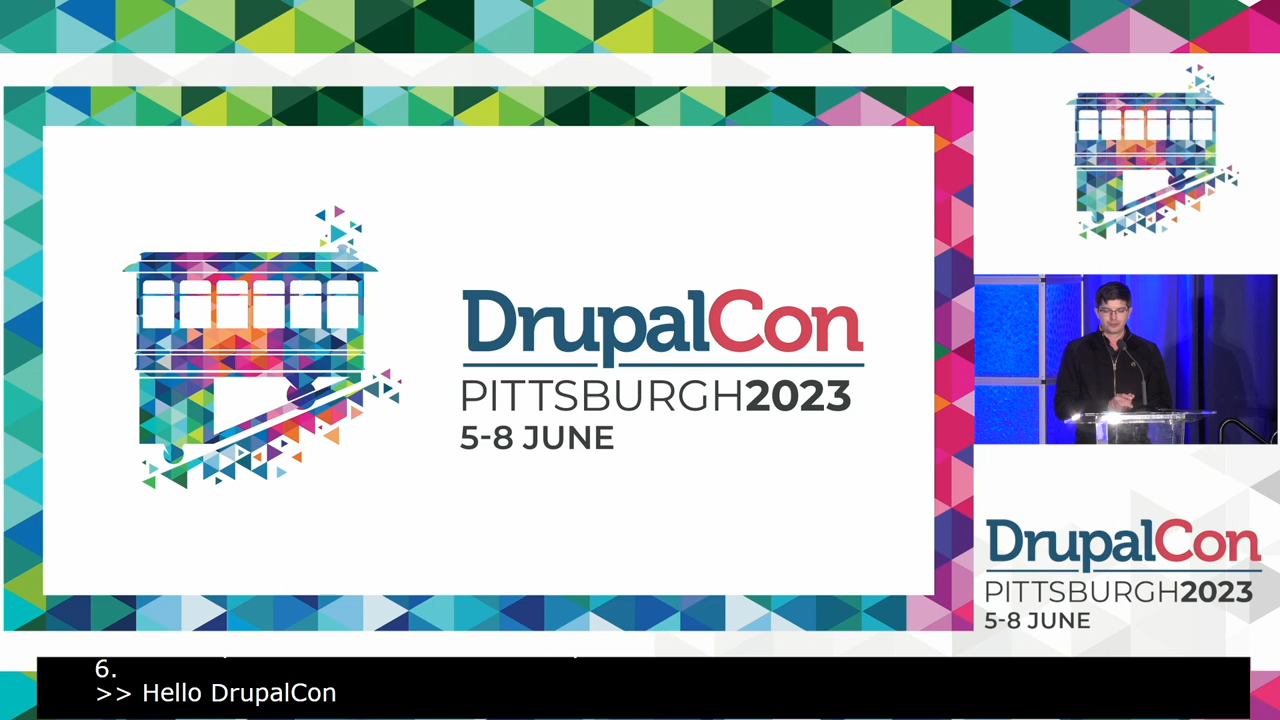 DrupalCon
PITTSBURGH2023
5-8 JUNE
DrupalCon
PITTSBURGH2023
5-8 JUNE
6.
>> Hello DrupalCon